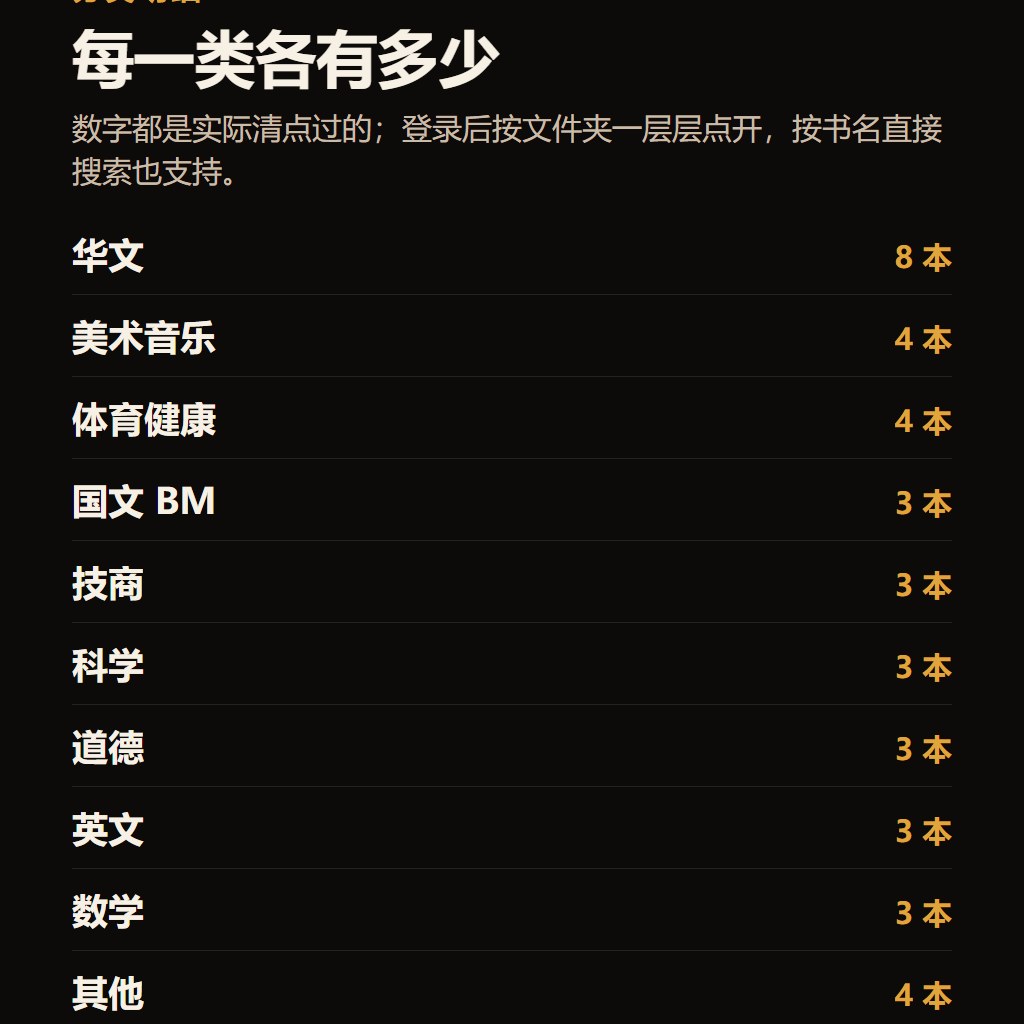 每一类各有多少
数字都是实际清点过的；登录后按文件夹一层层点开，按书名直接
搜索也支持。
华文 8 本
美术音乐 4 本
体育健康 4 本
国文 BM 3 本
技商 3 本
科学 3 本
道德 3 本
英文 3 本
数学 3 本
其他 4 本